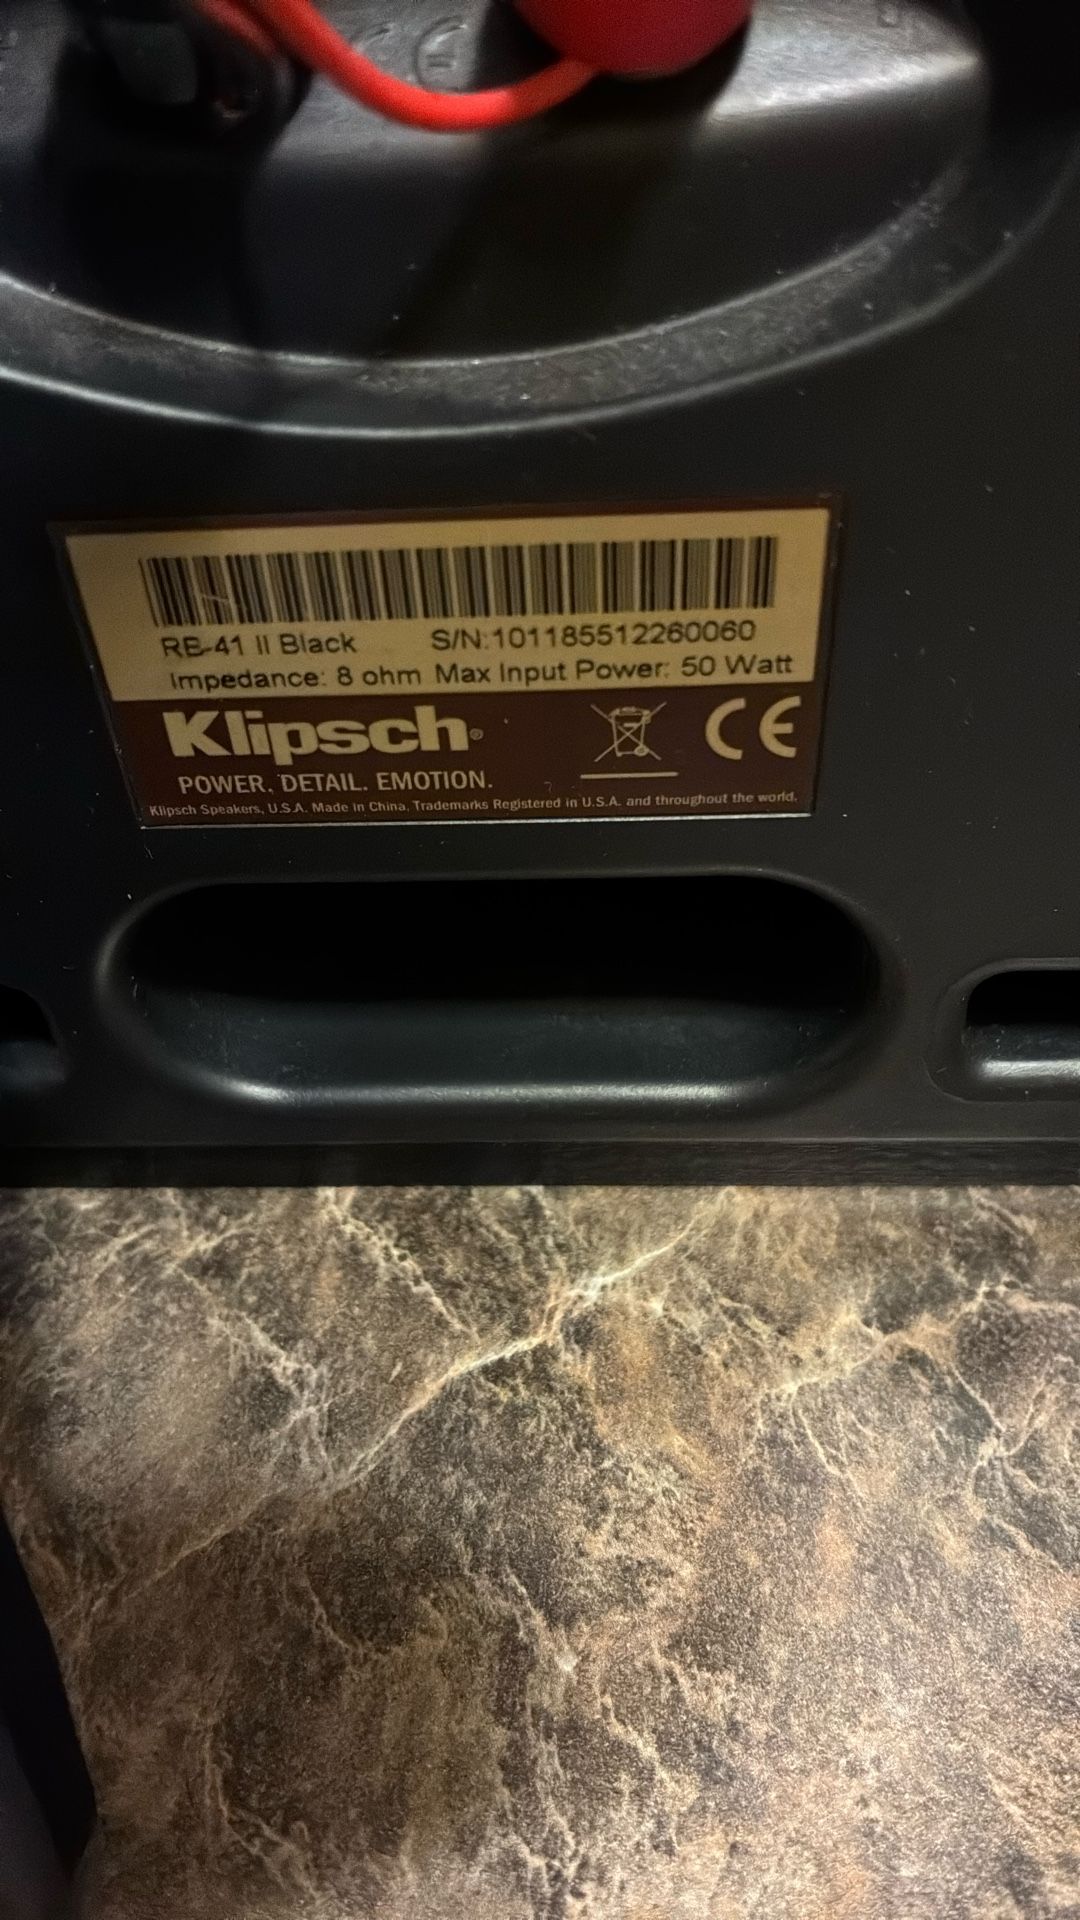 RB-41 II Black S/N:101185512260060
Impedance: 8 ohm Max Input Power: 50 Watt
Klipsch®
CE
POWER. DETAIL. EMOTION.
Klipsch Speakers, U.S.A. Made in China. Trademarks Registered in U.S.A. and throughout the world.